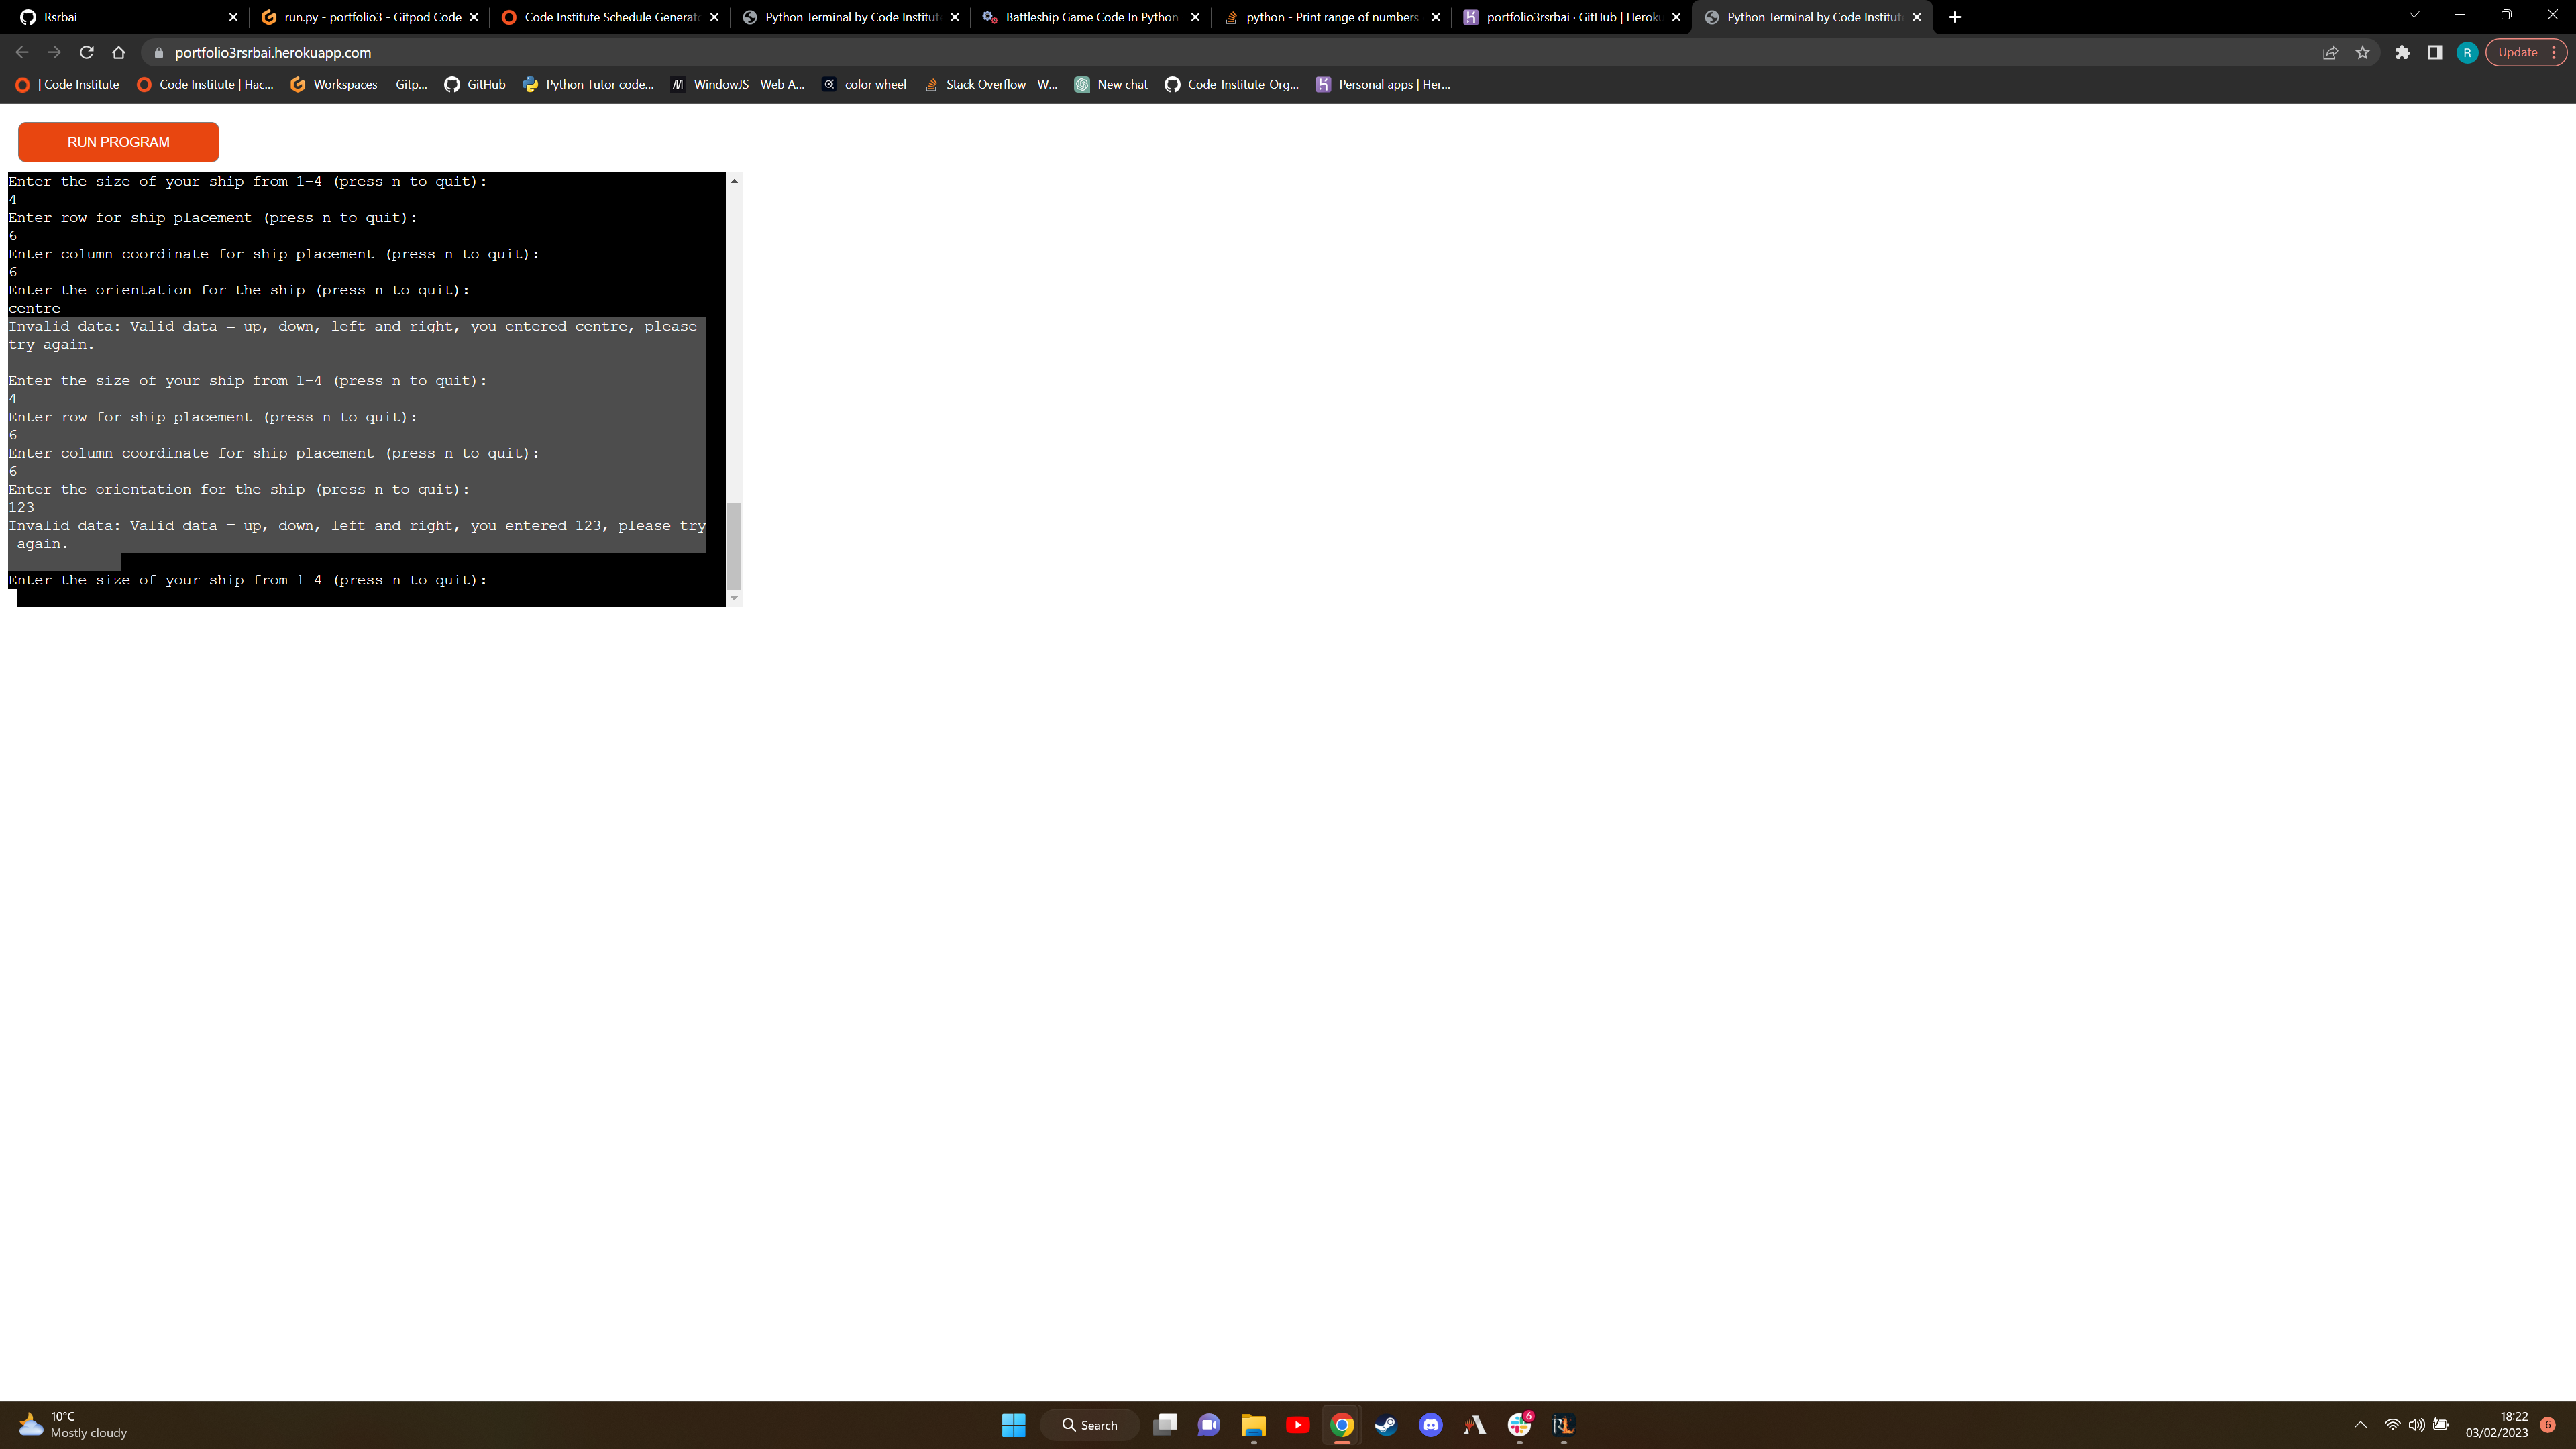 Rsrbai
run.py - portfolio3 - Gitpod Code
Code Institute Schedule Generat
Python Terminal by Code Institut
Battleship Game Code In Python
python - Print range of numbers
portfolio3rsrbai · GitHub | Heroku
Python Terminal by Code Institut
portfolio3rsrbai.herokuapp.com
R
Update
| Code Institute
Code Institute | Hac...
Workspaces — Gitp...
GitHub
Python Tutor code...
WindowJS - Web A...
color wheel
Stack Overflow - W...
New chat
Code-Institute-Org...
Personal apps | Her...
RUN PROGRAM
Enter the size of your ship from 1-4 (press n to quit):
4
Enter row for ship placement (press n to quit):
6
Enter column coordinate for ship placement (press n to quit):
6
Enter the orientation for the ship (press n to quit):
centre
Invalid data: Valid data = up, down, left and right, you entered centre, please
try again.
Enter the size of your ship from 1-4 (press n to quit):
4
Enter row for ship placement (press n to quit):
6
Enter column coordinate for ship placement (press n to quit):
6
Enter the orientation for the ship (press n to quit):
123
Invalid data: Valid data = up, down, left and right, you entered 123, please try
again.
Enter the size of your ship from 1-4 (press n to quit):
10°C
Mostly cloudy
Search
6
RL
18:22
03/02/2023
6